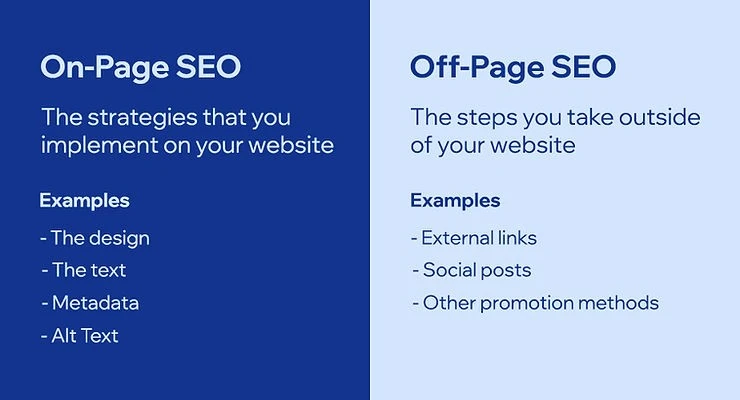 On-Page SEO
The strategies that you
implement on your website
Examples
- The design
- The text
- Metadata
- Alt Text
Off-Page SEO
The steps you take outside
of your website
Examples
- External links
- Social posts
- Other promotion methods